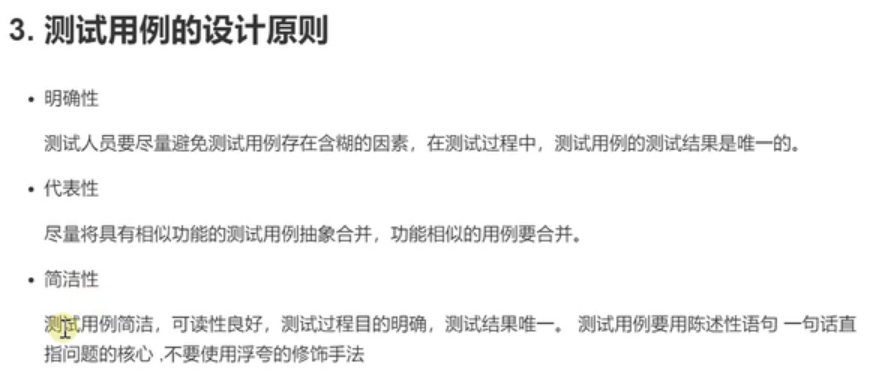 3. 测试用例的设计原则
• 明确性
测试人员要尽量避免测试用例存在含糊的因素，在测试过程中，测试用例的测试结果是唯一的。
• 代表性
尽量将具有相似功能的测试用例抽象合并，功能相似的用例要合并。
• 简洁性
测试用例简洁，可读性良好，测试过程目的明确，测试结果唯一。 测试用例要用陈述性语句 一句话直
指问题的核心 ,不要使用浮夸的修饰手法